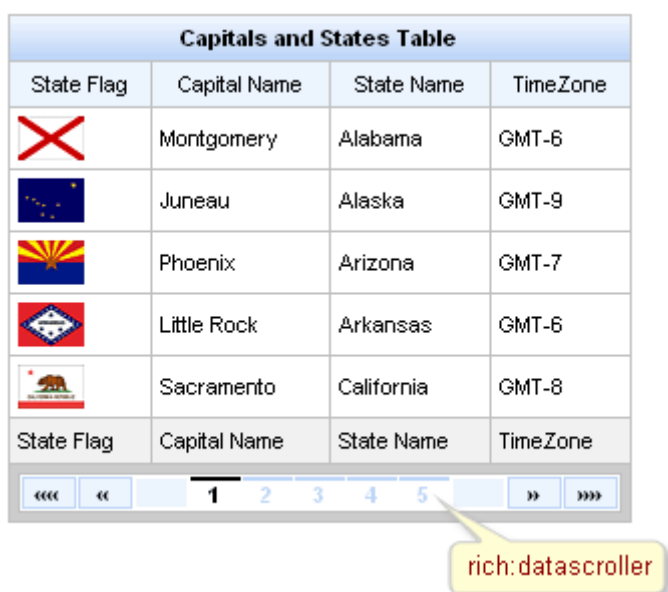 Capitals and States Table
State Flag Capital Name State Name TimeZone
Montgomery Alabama GMT-6
Juneau Alaska GMT-9
Phoenix Arizona GMT-7
Little Rock Arkansas GMT-6
Sacramento California GMT-8
State Flag Capital Name State Name TimeZone
«« « 1 2 3 4 5 » »»
rich:datascroller